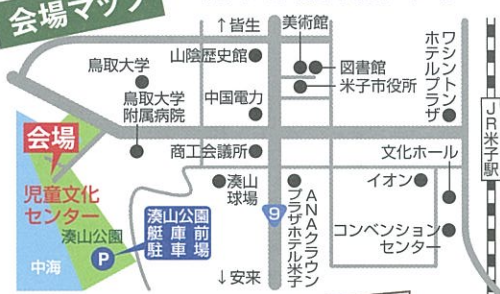 会場マップ
↑皆生
美術館
山陰歴史館
図書館
米子市役所
ワシントン
ホテルプラザ
鳥取大学
鳥取大学
附属病院
中国電力
JR米子駅
会場
商工会議所
文化ホール
児童文化
センター
湊山
球場
ANAクラウン
プラザホテル米子
イオン
湊山公園
湊山公園
艇庫前
駐車場
9
コンベンション
センター
中海
P
↓安来